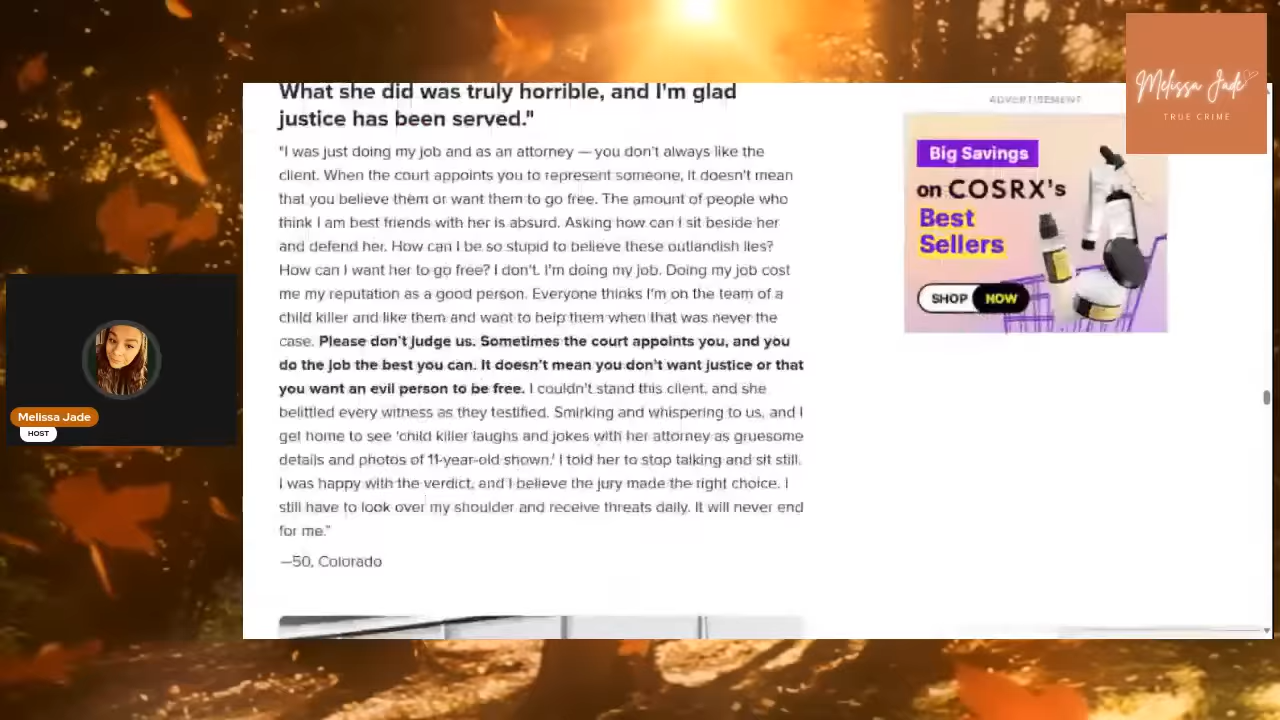 What she did was truly horrible, and I'm glad
justice has been served."
"I was just doing my job and as an attorney — you don't always like the
client. When the court appoints you to represent someone, it doesn't mean
that you believe them or want them to go free. The amount of people who
think I am best friends with her is absurd. Asking how can I sit beside her
and defend her. How can I be so stupid to believe these outlandish lies?
How can I want her to go free? I don't. I'm doing my job. Doing my job cost
me my reputation as a good person. Everyone thinks I'm on the team of a
child killer and like them and want to help them when that was never the
case. Please don't judge us. Sometimes the court appoints you, and you
do the job the best you can. It doesn't mean you don't want justice or that
you want an evil person to be free. I couldn't stand this client, and she
belittled every witness as they testified. Smirking and whispering to us, and I
get home to see 'child killer laughs and jokes with her attorney as gruesome
details and photos of 11-year-old shown.' I told her to stop talking and sit still.
I was happy with the verdict, and I believe the jury made the right choice. I
still have to look over my shoulder and receive threats daily. It will never end
for me."
—50, Colorado
ADVERTISEMENT
Big Savings
on COSRX's
Best
Sellers
SHOP NOW
Melissa Jade
TRUE CRIME
Melissa Jade
HOST